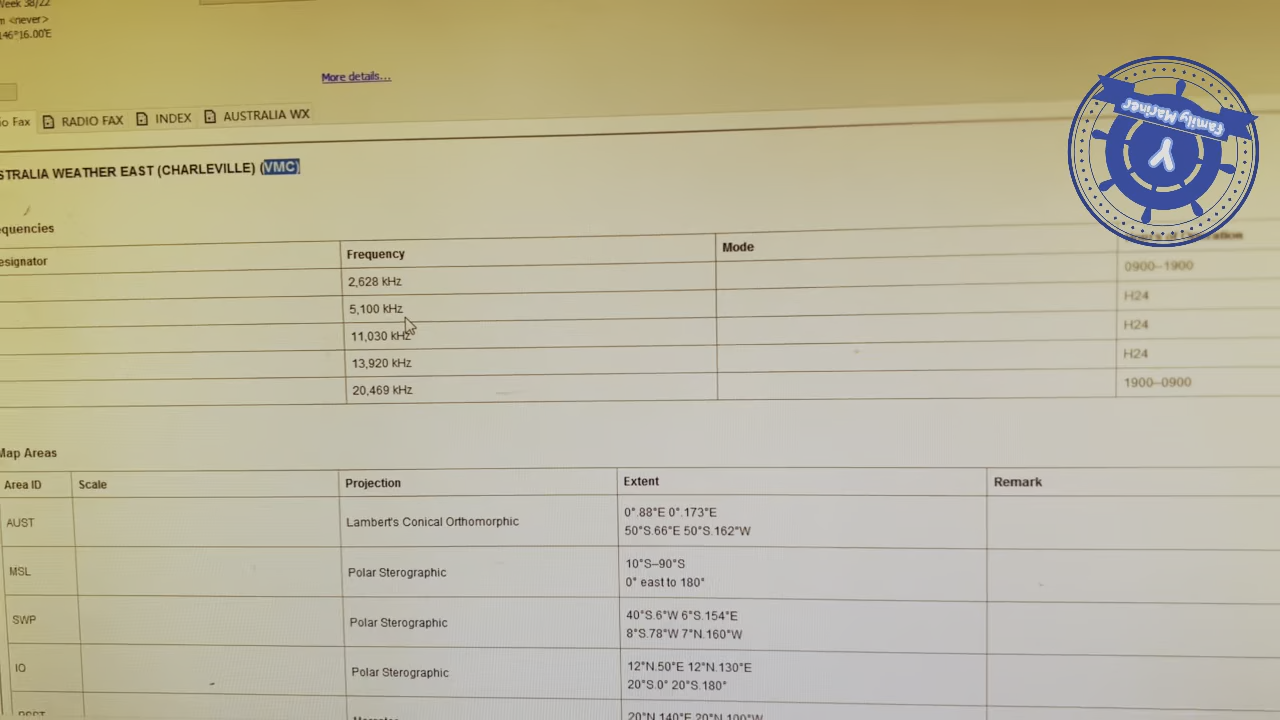 Week 38/22
m <never>
146°16.00'E
More details...
io Fax RADIO FAX INDEX AUSTRALIA WX
STRALIA WEATHER EAST (CHARLEVILLE) (VMC)
equencies
esignator Frequency Mode
2,628 kHz 0900–1900
5,100 kHz H24
11,030 kHz H24
13,920 kHz H24
20,469 kHz 1900–0900
Map Areas
Area ID Scale Projection Extent Remark
AUST Lambert's Conical Orthomorphic 0°.88°E 0°.173°E
50°S.66°E 50°S.162°W
MSL Polar Sterographic 10°S–90°S
0° east to 180°
SWP Polar Sterographic 40°S.6°W 6°S.154°E
8°S.78°W 7°N.160°W
IO Polar Sterographic 12°N.50°E 12°N.130°E
20°S.0° 20°S.180°
20°N.140°E 20°N.100°W
family Mariner
Y